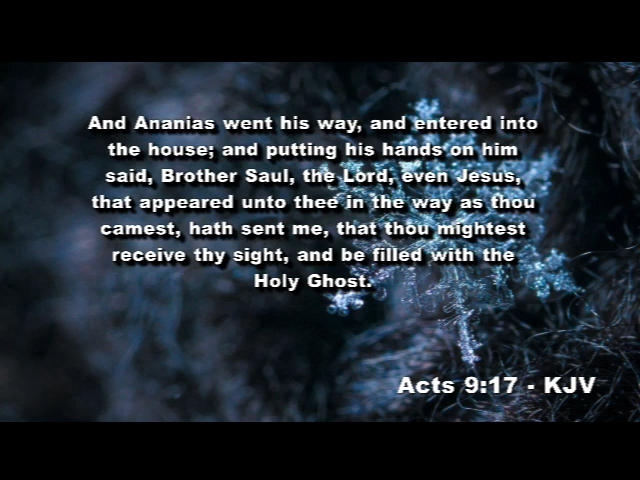 And Ananias went his way, and entered into
the house; and putting his hands on him
said, Brother Saul, the Lord, even Jesus,
that appeared unto thee in the way as thou
camest, hath sent me, that thou mightest
receive thy sight, and be filled with the
Holy Ghost.
Acts 9:17 - KJV